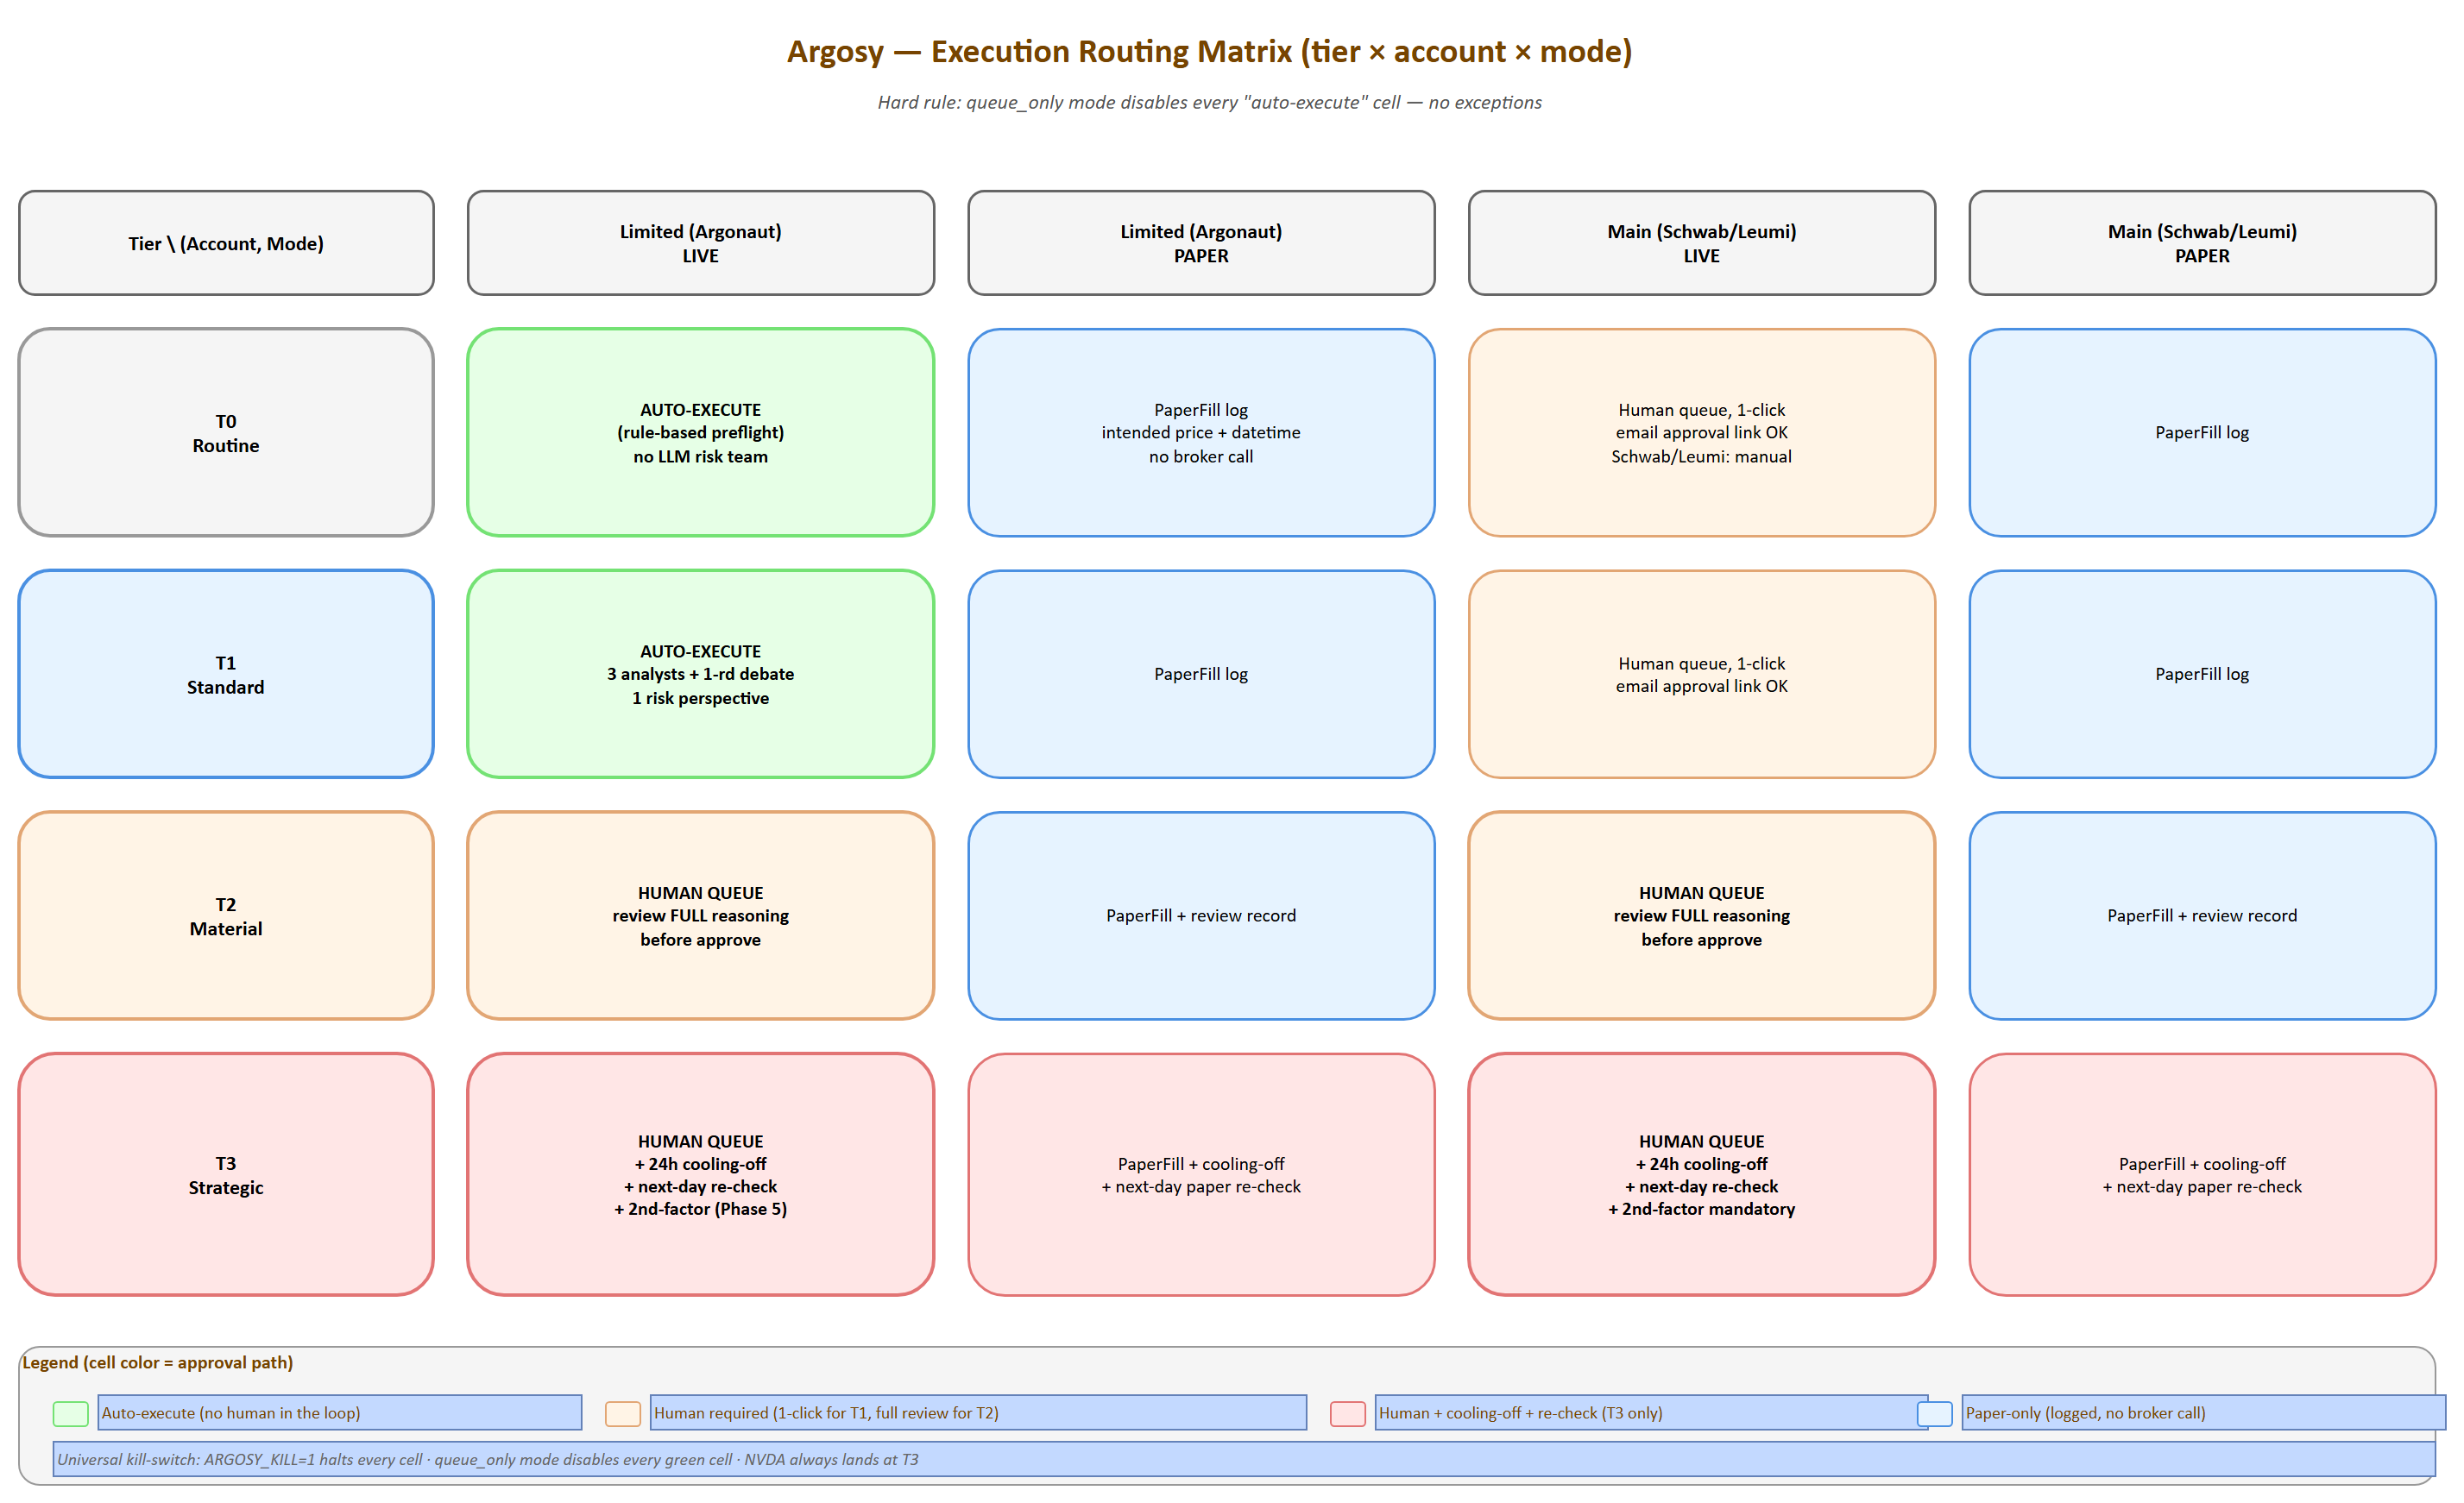 Argosy — Execution Routing Matrix (tier × account × mode)
Hard rule: queue_only mode disables every "auto-execute" cell — no exceptions
Tier \ (Account, Mode)
Limited (Argonaut)
LIVE
Limited (Argonaut)
PAPER
Main (Schwab/Leumi)
LIVE
Main (Schwab/Leumi)
PAPER
T0
Routine
AUTO-EXECUTE
(rule-based preflight)
no LLM risk team
PaperFill log
intended price + datetime
no broker call
Human queue, 1-click
email approval link OK
Schwab/Leumi: manual
PaperFill log
T1
Standard
AUTO-EXECUTE
3 analysts + 1-rd debate
1 risk perspective
PaperFill log
Human queue, 1-click
email approval link OK
PaperFill log
T2
Material
HUMAN QUEUE
review FULL reasoning
before approve
PaperFill + review record
HUMAN QUEUE
review FULL reasoning
before approve
PaperFill + review record
T3
Strategic
HUMAN QUEUE
+ 24h cooling-off
+ next-day re-check
+ 2nd-factor (Phase 5)
PaperFill + cooling-off
+ next-day paper re-check
HUMAN QUEUE
+ 24h cooling-off
+ next-day re-check
+ 2nd-factor mandatory
PaperFill + cooling-off
+ next-day paper re-check
Legend (cell color = approval path)
Auto-execute (no human in the loop)
Human required (1-click for T1, full review for T2)
Human + cooling-off + re-check (T3 only)
Paper-only (logged, no broker call)
Universal kill-switch: ARGOSY_KILL=1 halts every cell · queue_only mode disables every green cell · NVDA always lands at T3